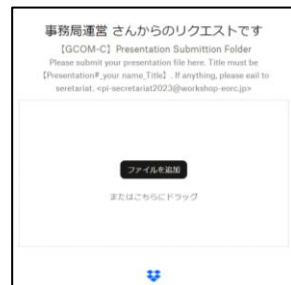 事務局運営 さんからのリクエストです
【GCOM-C】Presentation Submittion Folder
Please submit your presentation file here. Title must be
【Presentation#_your name_Title】. If anything, please eail to
seretariat. <pi-secretariat2023@workshop-eorc.jp>
ファイルを追加
またはこちらにドラッグ